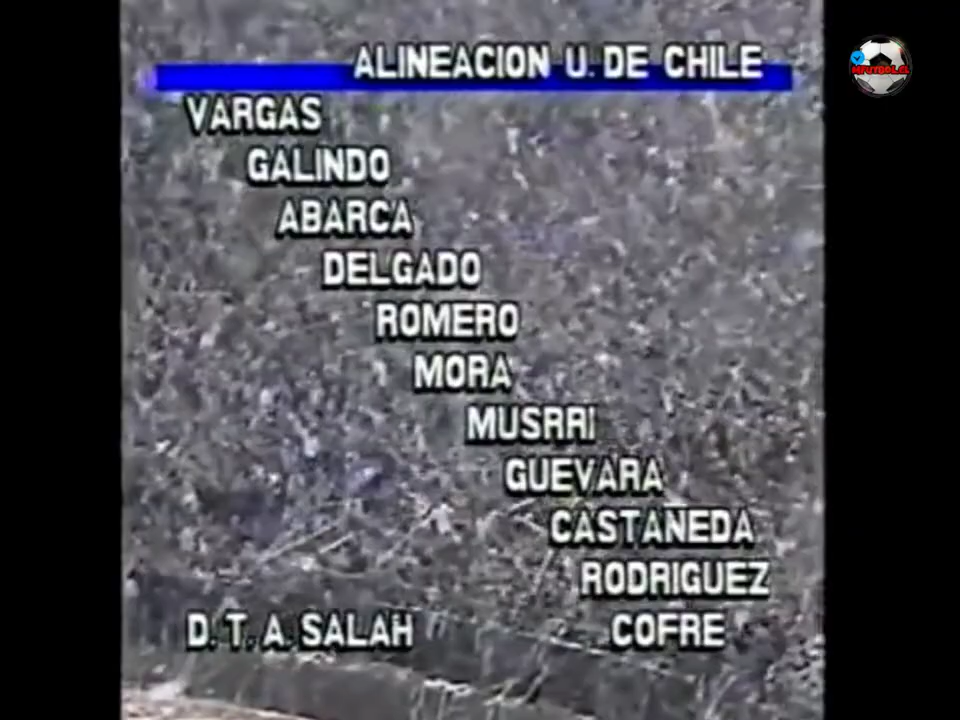 ALINEACION U. DE CHILE
VARGAS
GALINDO
ABARCA
DELGADO
ROMERO
MORA
MUSRRI
GUEVARA
CASTANEDA
RODRIGUEZ
D. T. A. SALAH COFRE